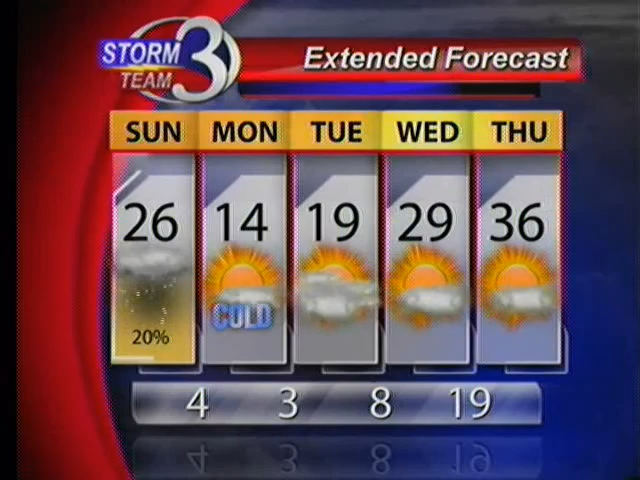 STORM
TEAM
3
Extended Forecast
SUN MON TUE WED THU
26 14 19 29 36
COLD
20%
4 3 8 19